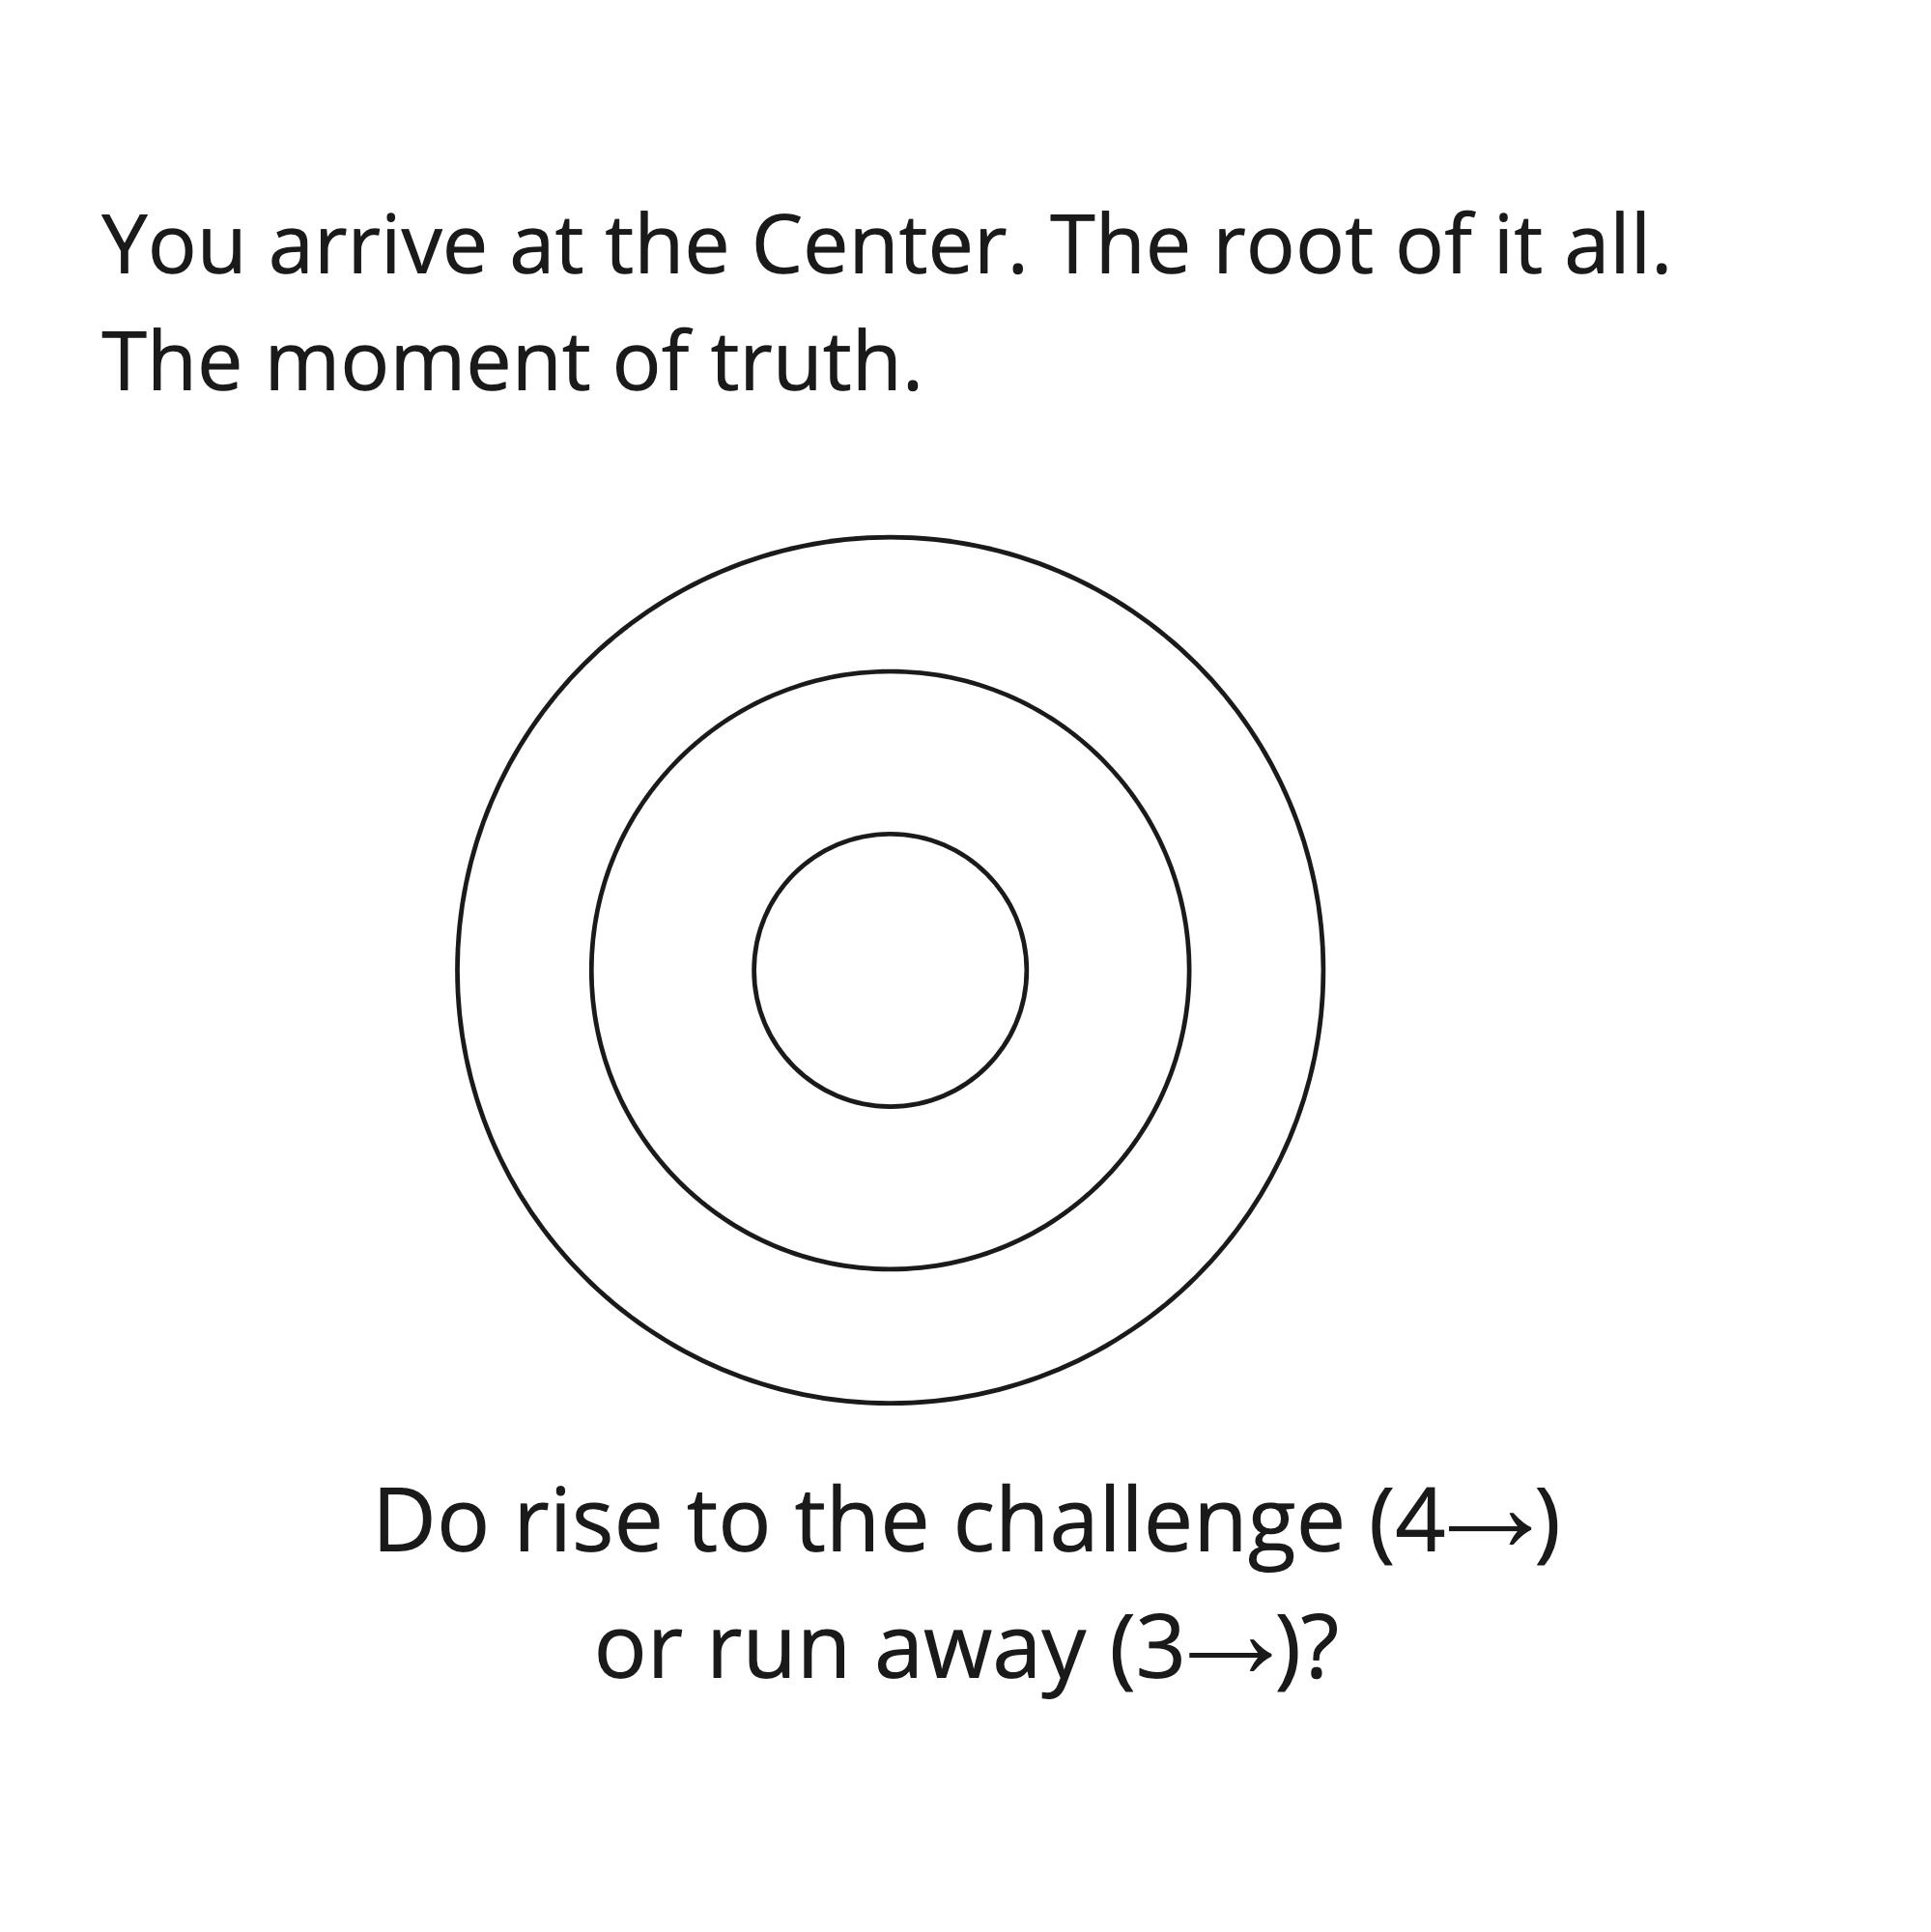 You arrive at the Center. The root of it all.
The moment of truth.
Do rise to the challenge (4→)
or run away (3→)?